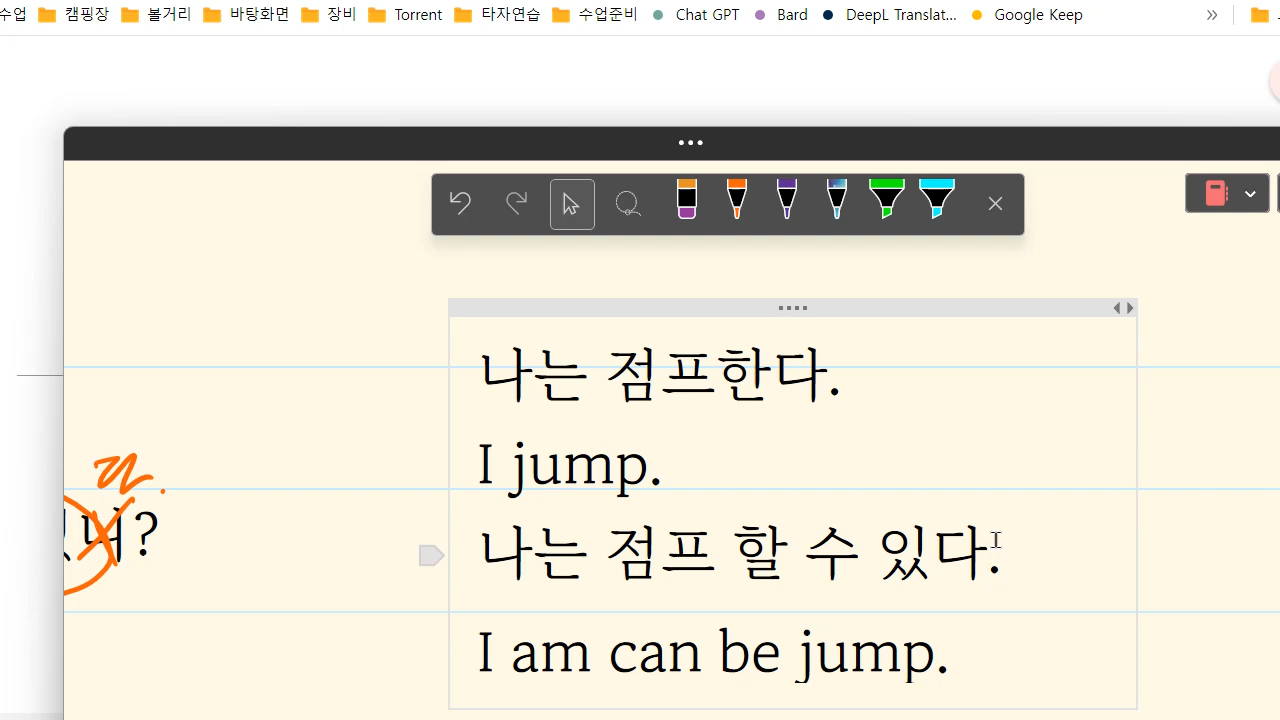 수업 캠핑장 볼거리 바탕화면 장비 Torrent 타자연습 수업준비 Chat GPT Bard DeepL Translat... Google Keep
나는 점프한다.
I jump.
나는 점프 할 수 있다.
I am can be jump.
니?